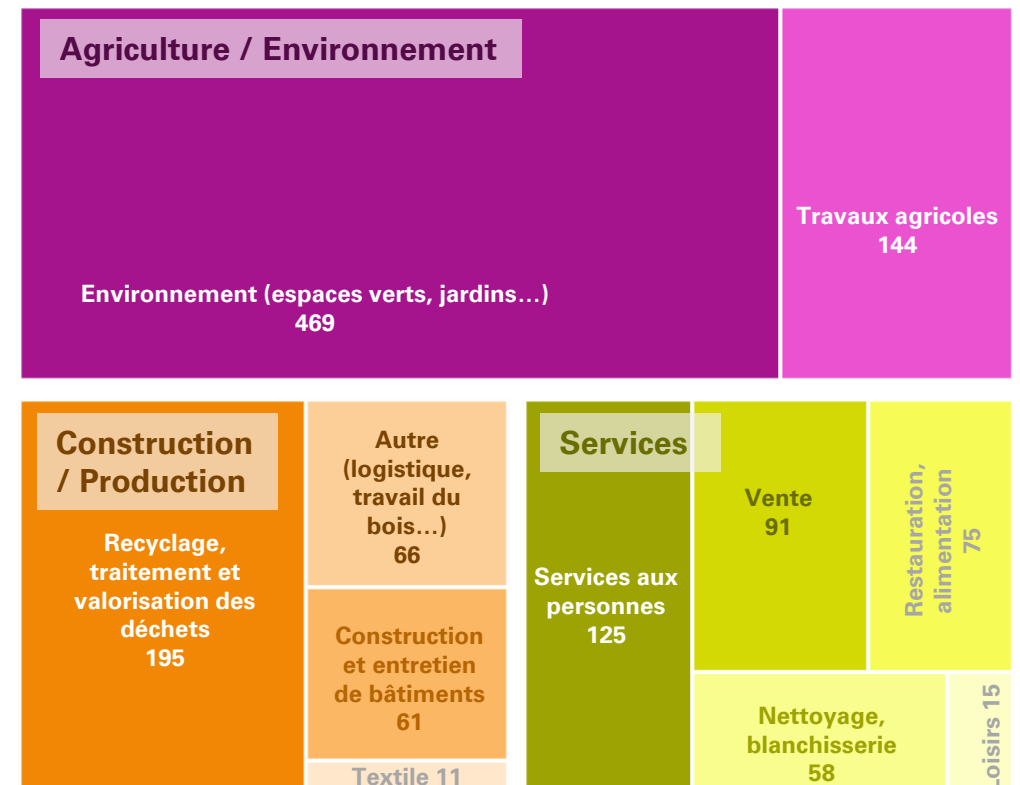 Agriculture / Environnement
Environnement (espaces verts, jardins…)
469
Travaux agricoles
144
Construction
/ Production
Recyclage,
traitement et
valorisation des
déchets
195
Autre
(logistique,
travail du
bois…)
66
Construction
et entretien
de bâtiments
61
Textile 11
Services
Services aux
personnes
125
Vente
91
Restauration,
alimentation
75
Nettoyage,
blanchisserie
58
Loisirs 15